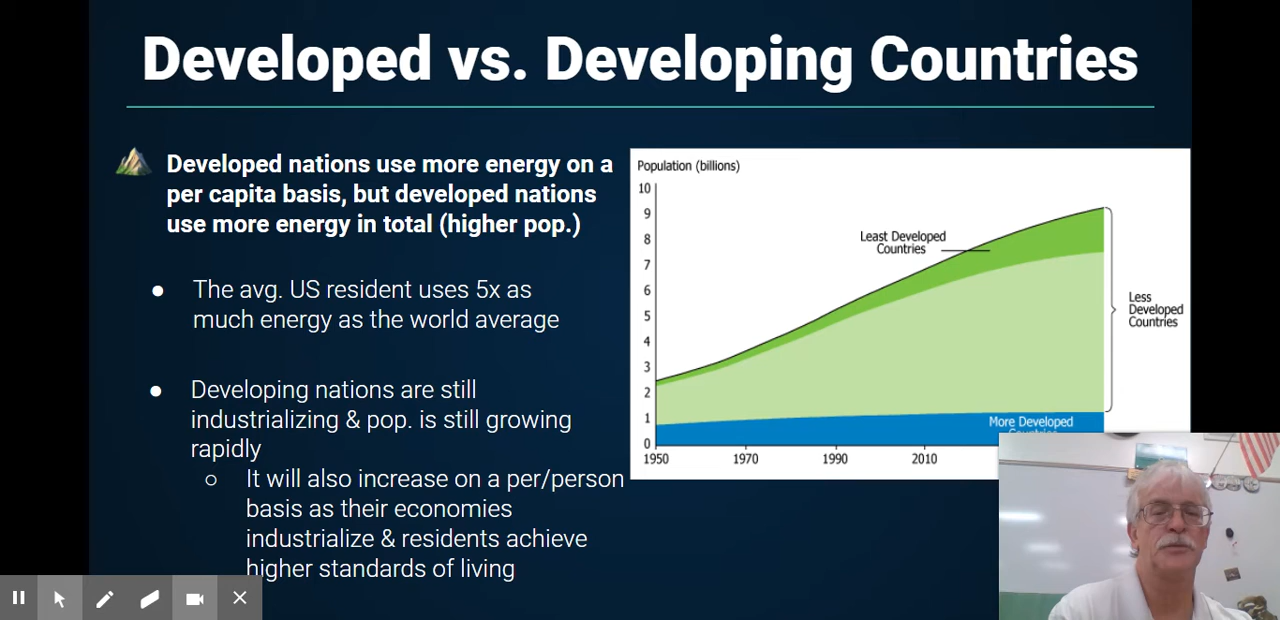 Developed vs. Developing Countries
Developed nations use more energy on a
per capita basis, but developed nations
use more energy in total (higher pop.)
● The avg. US resident uses 5x as
much energy as the world average
● Developing nations are still
industrializing & pop. is still growing
rapidly
○ It will also increase on a per/person
basis as their economies
industrialize & residents achieve
higher standards of living
Population (billions)
10
9
8
7
6
5
4
3
2
1
0
Least Developed
Countries
Less
Developed
Countries
More Developed
Countries
1950 1970 1990 2010